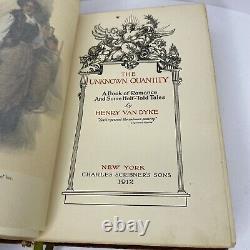 THE
UNKNOWN QUANTITY
A Book of Romance
And Some Half-Told Tales
by
HENRY VAN DYKE
NEW YORK
CHARLES SCRIBNER'S SONS
1912